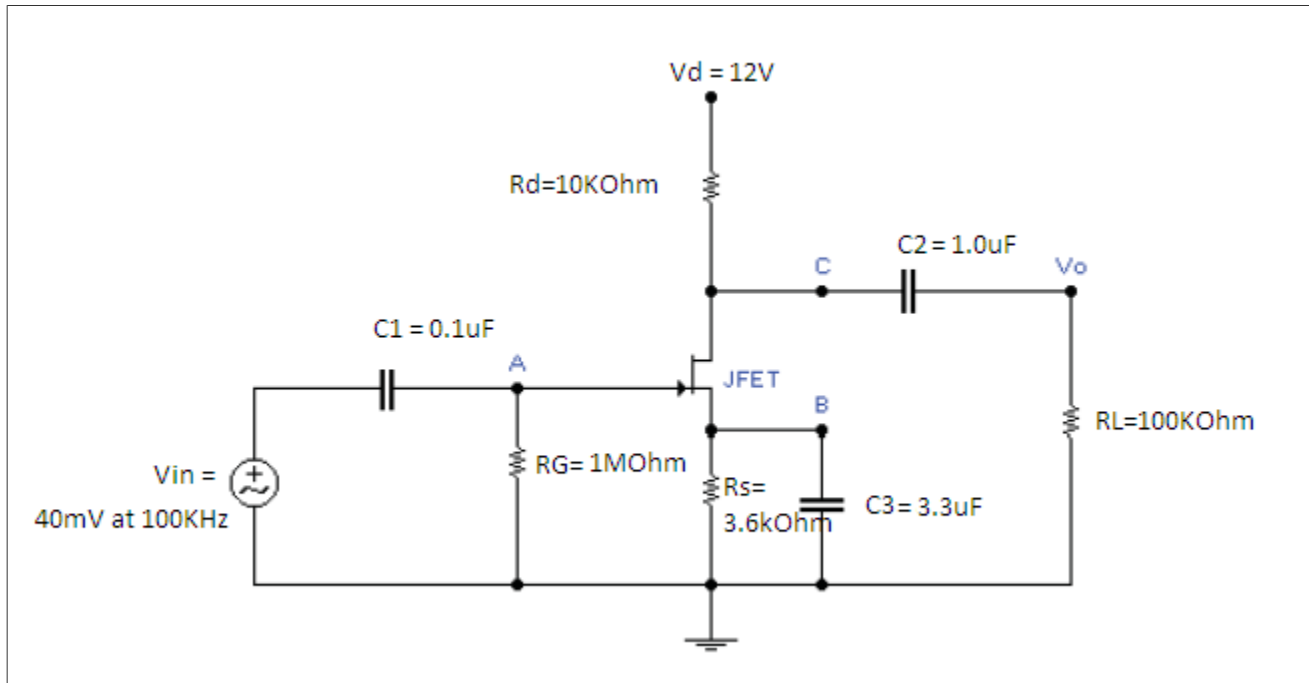 Vd = 12V
Rd=10KOhm
C2 = 1.0uF
C
Vo
C1 = 0.1uF
A
JFET
B
RL=100KOhm
RG= 1MOhm
Vin =
40mV at 100KHz
Rs=
3.6kOhm
C3 = 3.3uF